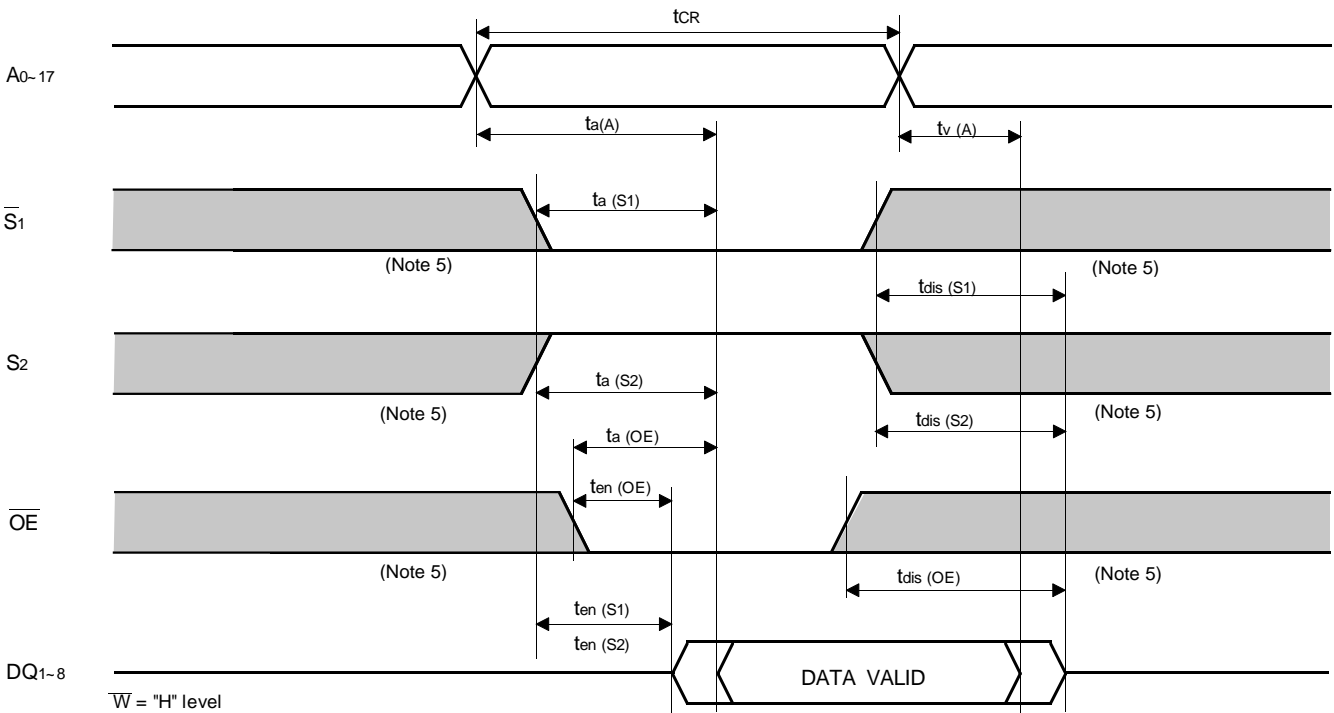 tCR
A0~17
ta(A)
tv (A)
S1
ta (S1)
(Note 5)
(Note 5)
tdis (S1)
S2
ta (S2)
(Note 5)
(Note 5)
tdis (S2)
ta (OE)
ten (OE)
OE
(Note 5)
(Note 5)
tdis (OE)
ten (S1)
ten (S2)
DQ1~8
DATA VALID
W = "H" level